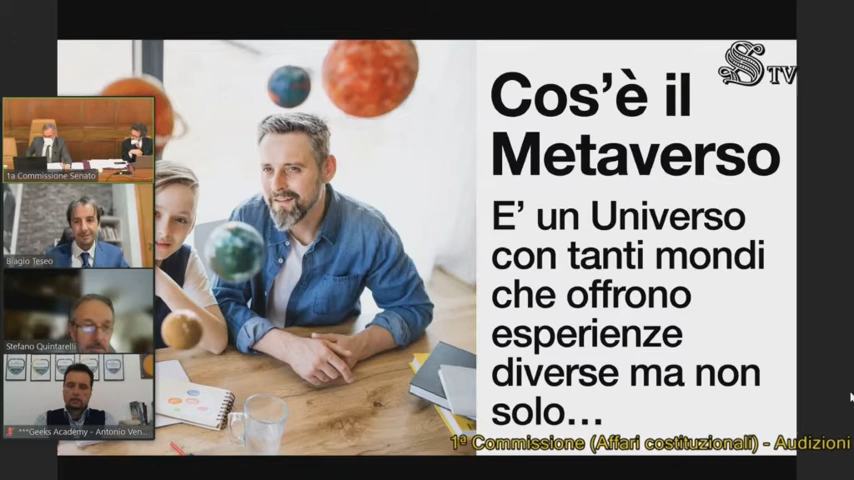 S TV
Cos'è il
Metaverso
E' un Universo
con tanti mondi
che offrono
esperienze
diverse ma non
solo...
1a Commissione Senato
Biagio Teseo
Stefano Quintarelli
***Geeks Academy - Antonio Ven...
1ª Commissione (Affari costituzionali) - Audizioni